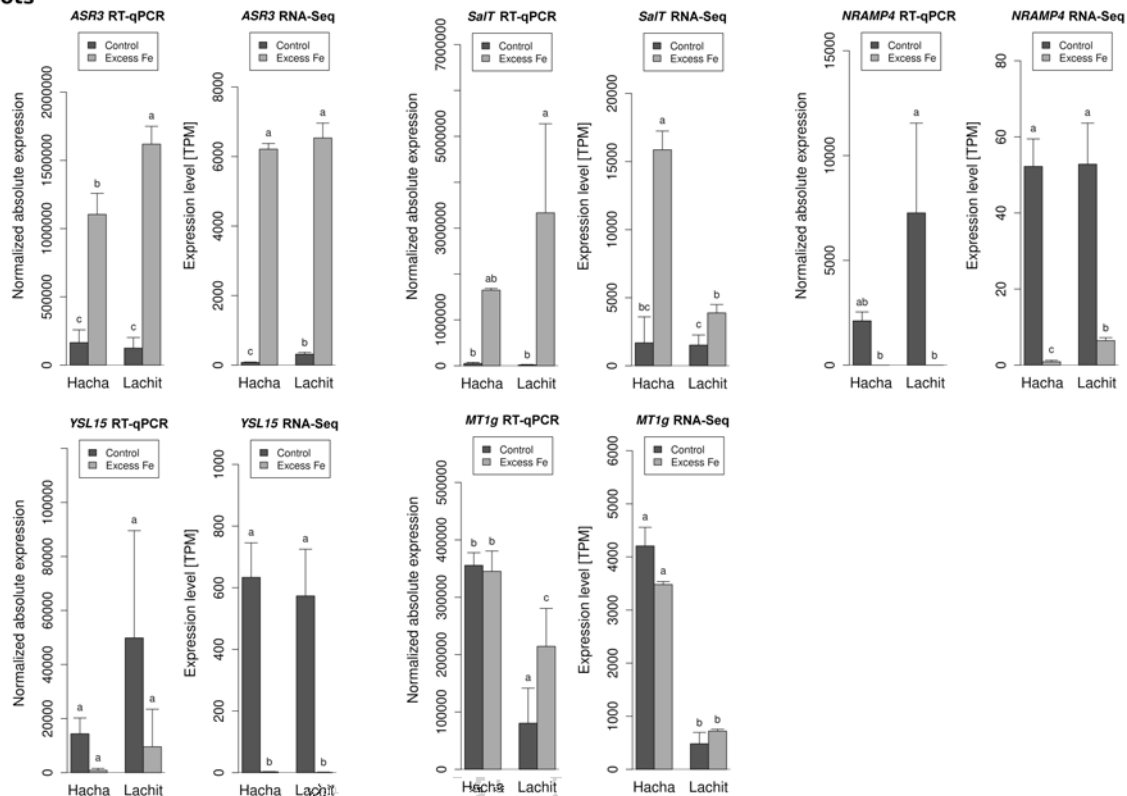 ASR3 RT-qPCR
Control
Excess Fe
Normalized absolute expression
0
500000
1000000
1500000
2000000
c
b
c
a
Hacha
Lachit
ASR3 RNA-Seq
Control
Excess Fe
Expression level [TPM]
0
2000
4000
6000
8000
c
a
b
a
Hacha
Lachit
SalT RT-qPCR
Control
Excess Fe
Normalized absolute expression
0
1000000
3000000
5000000
7000000
b
ab
b
a
Hacha
Lachit
SalT RNA-Seq
Control
Excess Fe
Expression level [TPM]
0
5000
10000
15000
20000
bc
a
c
b
Hacha
Lachit
NRAMP4 RT-qPCR
Control
Excess Fe
Normalized absolute expression
0
5000
10000
15000
ab
b
a
b
Hacha
Lachit
NRAMP4 RNA-Seq
Control
Excess Fe
Expression level [TPM]
0
20
40
60
80
a
c
a
b
Hacha
Lachit
YSL15 RT-qPCR
Control
Excess Fe
Normalized absolute expression
0
20000
40000
60000
80000
100000
a
a
a
a
Hacha
Lachit
YSL15 RNA-Seq
Control
Excess Fe
Expression level [TPM]
0
200
400
600
800
1000
a
b
a
b
Hacha
Lachit
MT1g RT-qPCR
Control
Excess Fe
Normalized absolute expression
0
100000
200000
300000
400000
500000
b
b
a
c
Hacha
Lachit
MT1g RNA-Seq
Control
Excess Fe
Expression level [TPM]
0
1000
2000
3000
4000
5000
6000
a
a
b
b
Hacha
Lachit